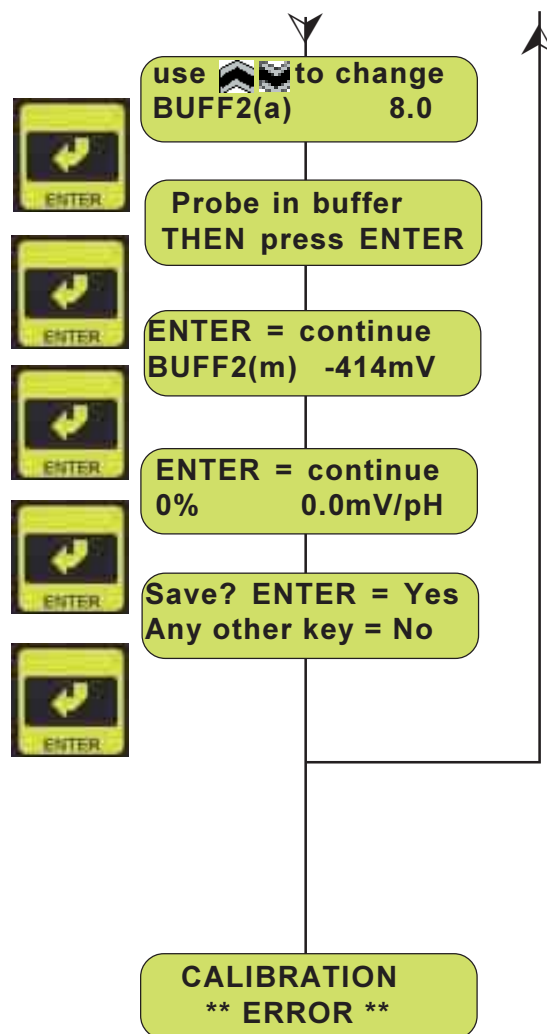 use to change
BUFF2(a) 8.0
ENTER
Probe in buffer
THEN press ENTER
ENTER
ENTER = continue
BUFF2(m) -414mV
ENTER
ENTER = continue
0% 0.0mV/pH
ENTER
Save? ENTER = Yes
Any other key = No
ENTER
CALIBRATION
** ERROR **